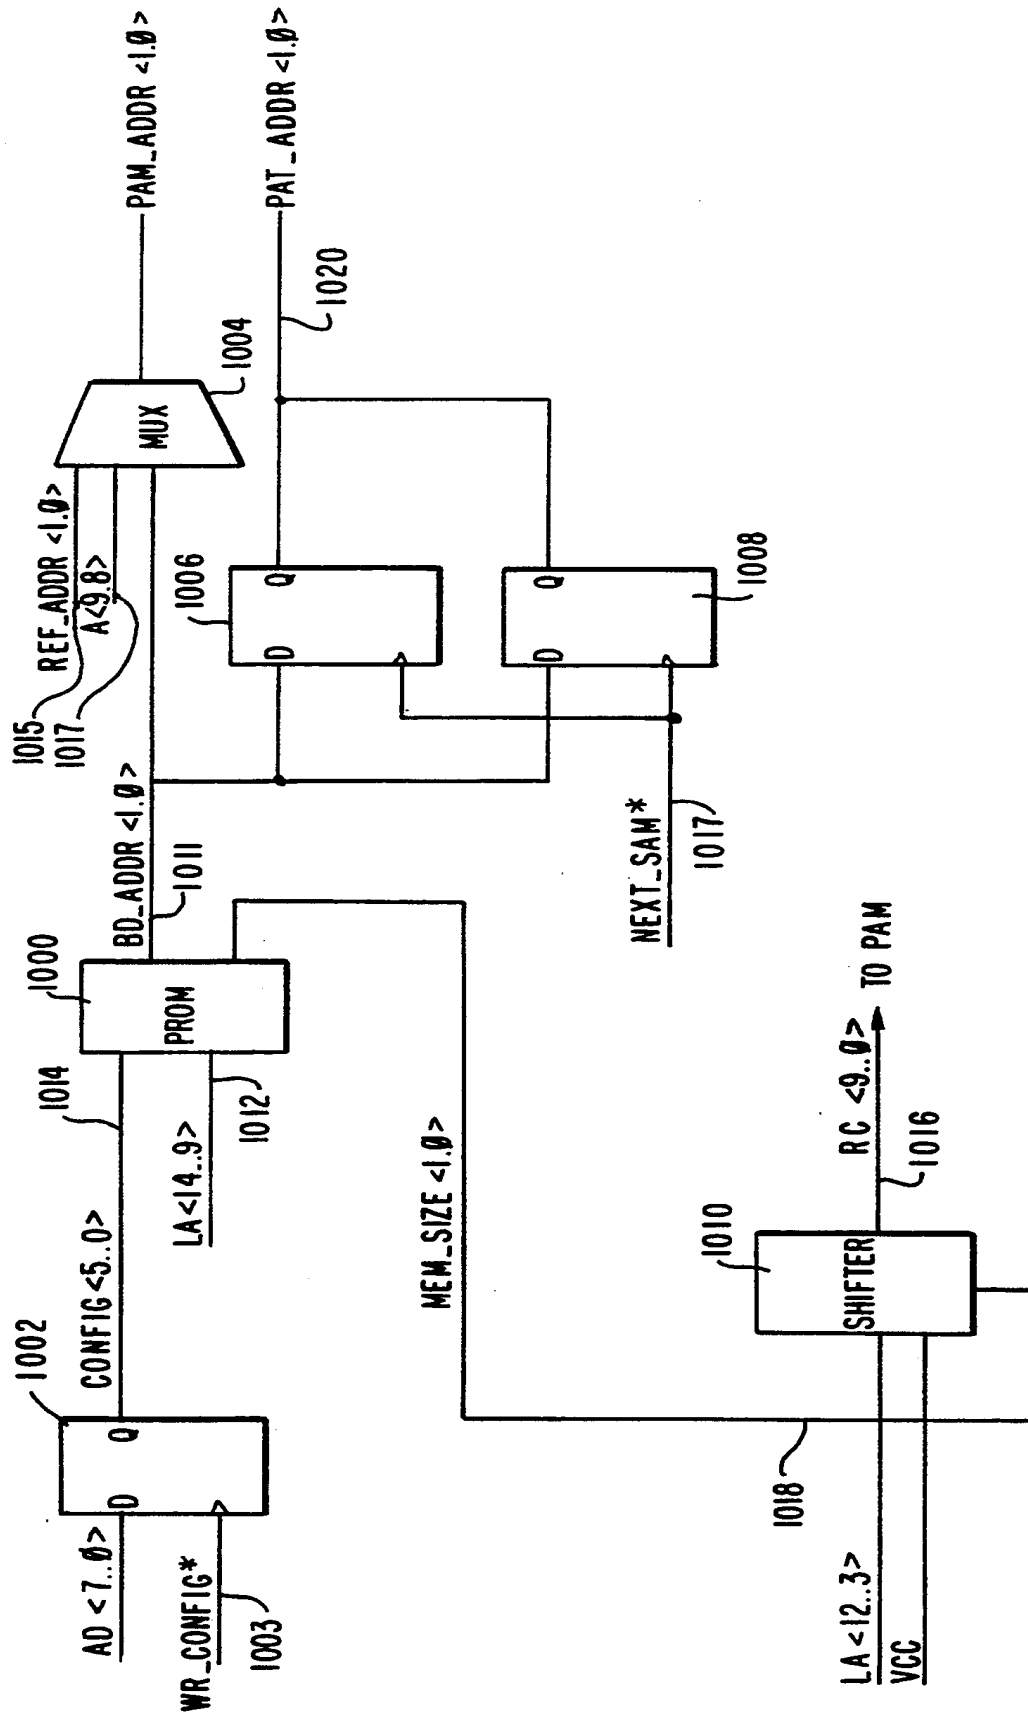 AD <7..0>
D
Q
1002
WR_CONFIG*
1003
CONFIG<5..0>
1014
LA<14..9>
1012
1000
PROM
BD_ADDR <1.0>
1011
1015
1017
REF_ADDR <1.0>
A<9.8>
MUX
1004
PAM_ADDR <1.0>
D
Q
1006
PAT_ADDR <1.0>
1020
D
Q
1008
NEXT_SAM*
1017
MEM_SIZE <1.0>
1018
LA<12..3>
VCC
SHIFTER
1010
RC <9..0>
TO PAM
1016